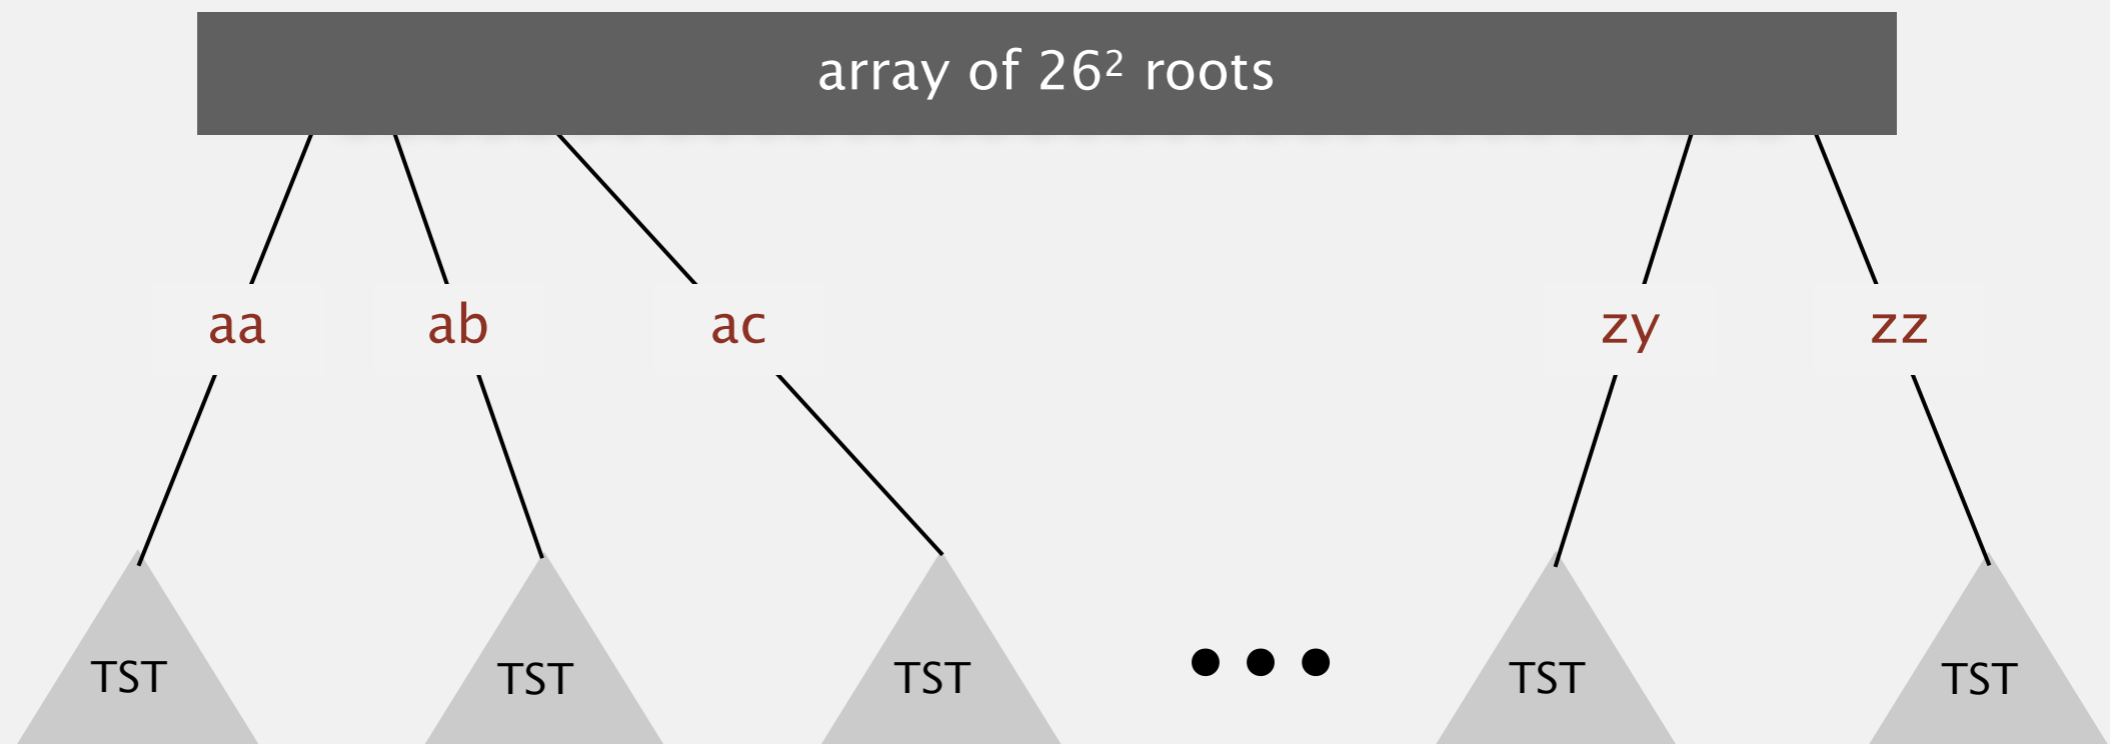 array of 26² roots
aa ab ac zy zz
TST TST TST ••• TST TST